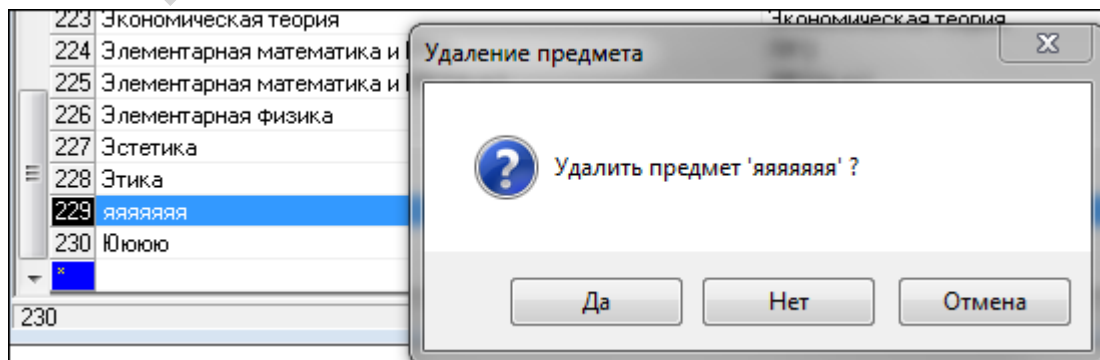 223 Экономическая теория Экономическая теория
224 Элементарная математика и
225 Элементарная математика и
226 Элементарная физика
227 Эстетика
228 Этика
229 яяяяяяя
230 Юююю
*
230
Удаление предмета
Удалить предмет 'яяяяяяя' ?
Да Нет Отмена